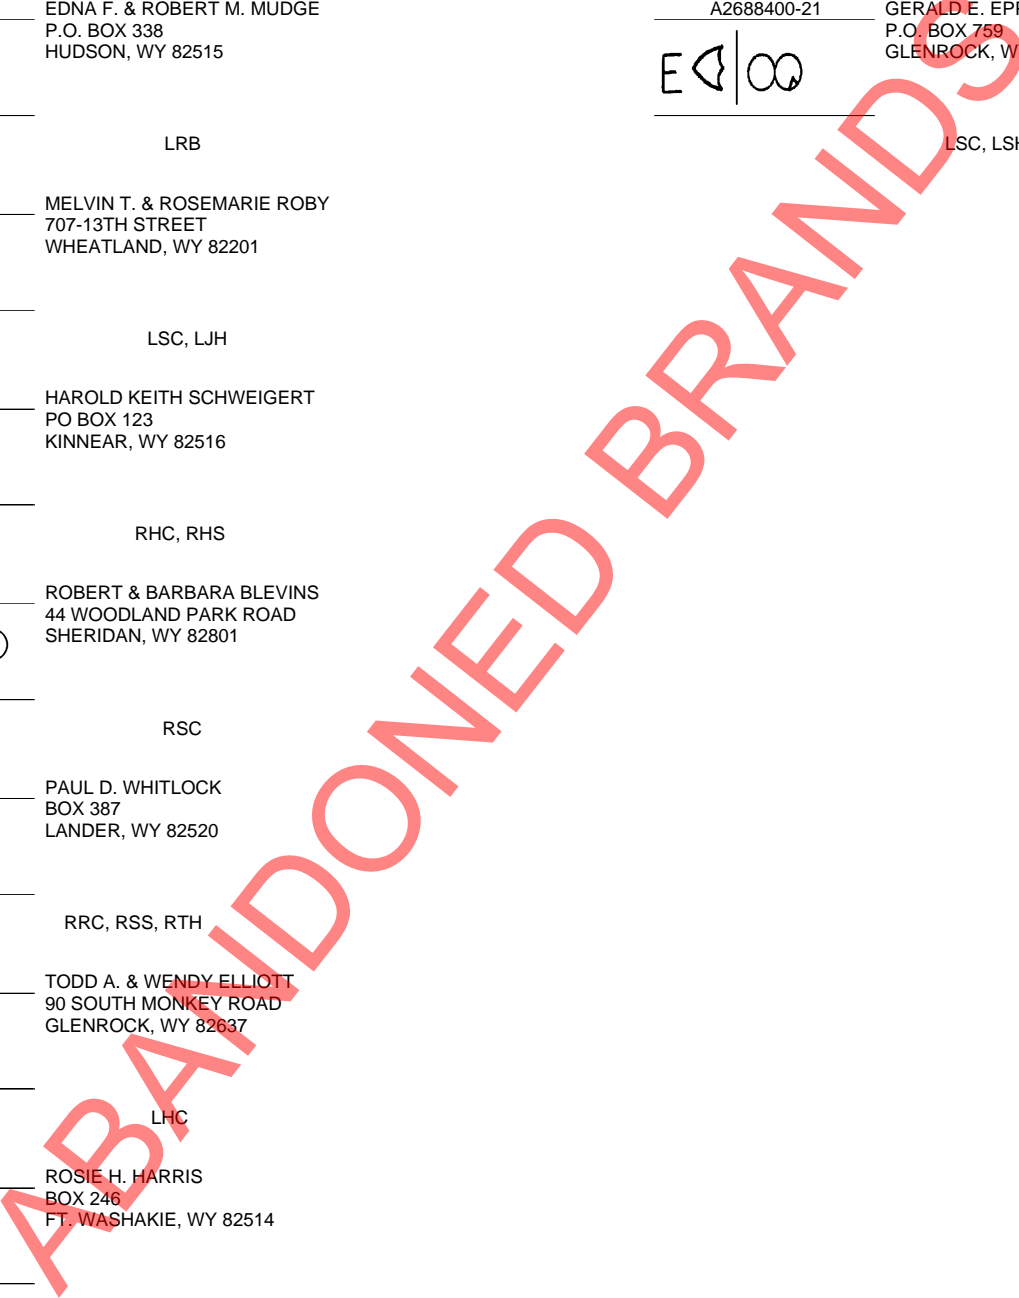 EDNA F. & ROBERT M. MUDGE
P.O. BOX 338
HUDSON, WY 82515
LRB
MELVIN T. & ROSEMARIE ROBY
707-13TH STREET
WHEATLAND, WY 82201
LSC, LJH
HAROLD KEITH SCHWEIGERT
PO BOX 123
KINNEAR, WY 82516
RHC, RHS
ROBERT & BARBARA BLEVINS
44 WOODLAND PARK ROAD
SHERIDAN, WY 82801
RSC
PAUL D. WHITLOCK
BOX 387
LANDER, WY 82520
RRC, RSS, RTH
TODD A. & WENDY ELLIOTT
90 SOUTH MONKEY ROAD
GLENROCK, WY 82637
LHC
ROSIE H. HARRIS
BOX 246
FT. WASHAKIE, WY 82514
A2688400-21
GERALD E.
P.O. BOX 759
GLENROCK,
E
LSC,
ABANDONED BRANDS